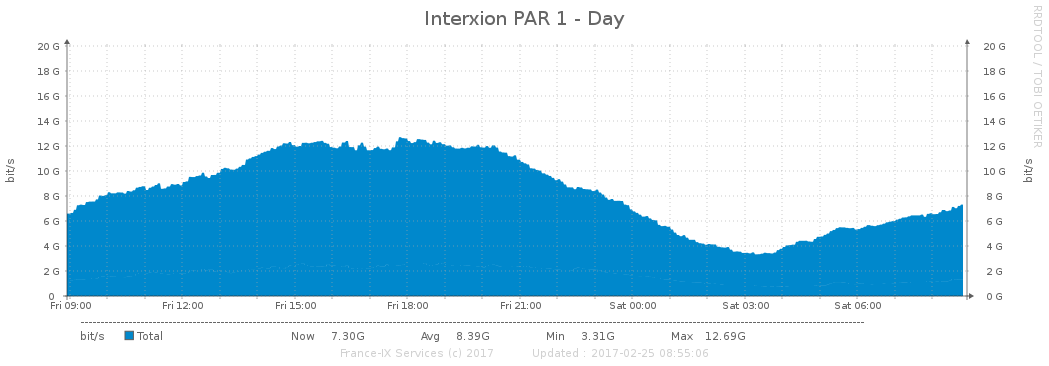 Interxion PAR 1 - Day
RRDTOOL / TOBI OETIKER
bit/s
20 G 20 G
18 G 18 G
16 G 16 G
14 G 14 G
12 G 12 G
10 G 10 G
8 G 8 G
6 G 6 G
4 G 4 G
2 G 2 G
0 0 G
bit/s
Fri 09:00 Fri 12:00 Fri 15:00 Fri 18:00 Fri 21:00 Sat 00:00 Sat 03:00 Sat 06:00
bit/s Total Now 7.30G Avg 8.39G Min 3.31G Max 12.69G
France-IX Services (c) 2017 Updated : 2017-02-25 08:55:06